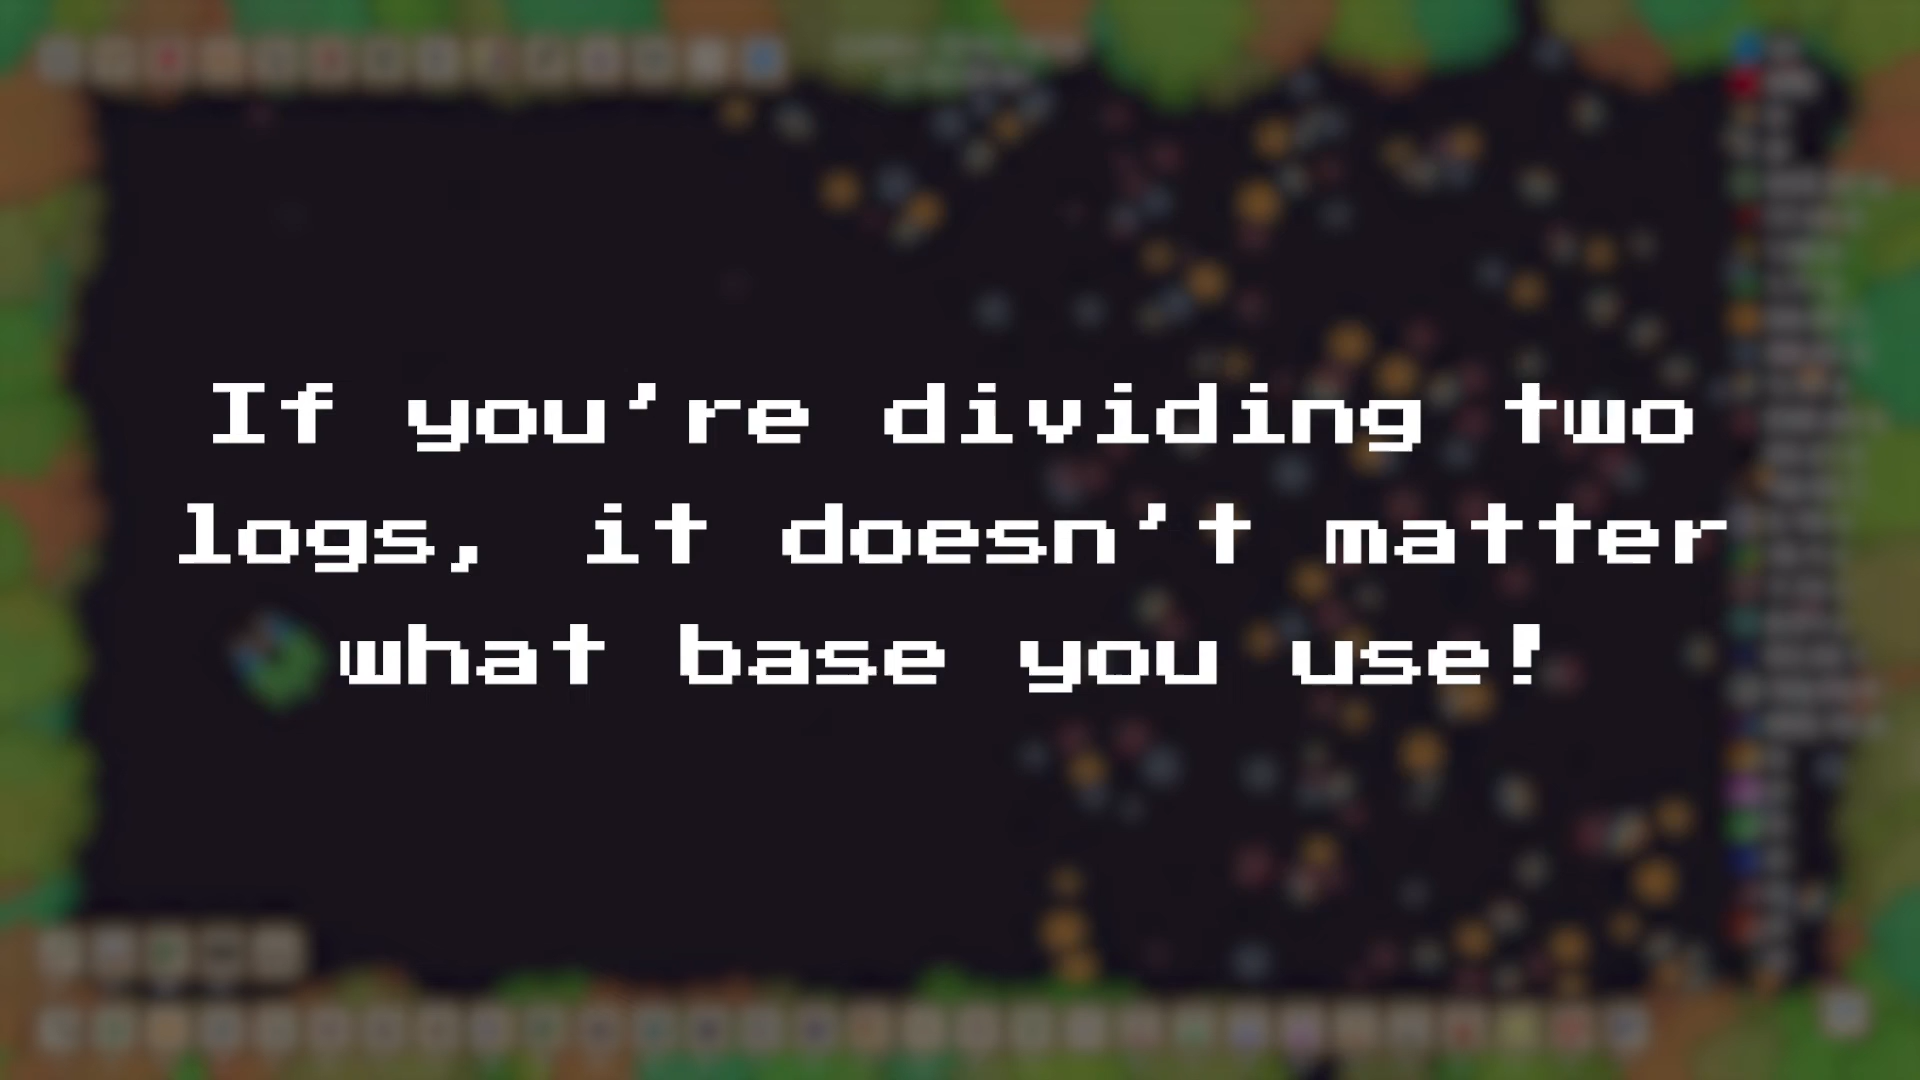 If you're dividing two
logs, it doesn't matter
what base you use!